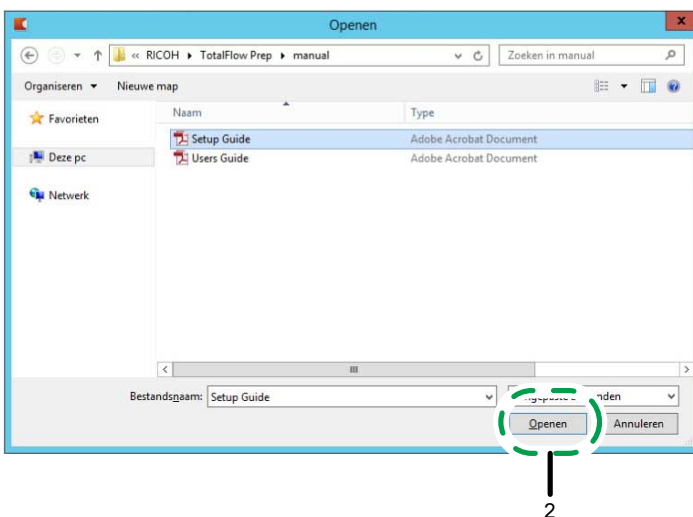 Openen
x
« RICOH ▸ TotalFlow Prep ▸ manual
Zoeken in manual
Organiseren
Nieuwe map
Naam
Type
Favorieten
Setup Guide
Adobe Acrobat Document
Deze pc
Users Guide
Adobe Acrobat Document
Netwerk
Bestandsnaam:
Setup Guide
Openen
Annuleren
2